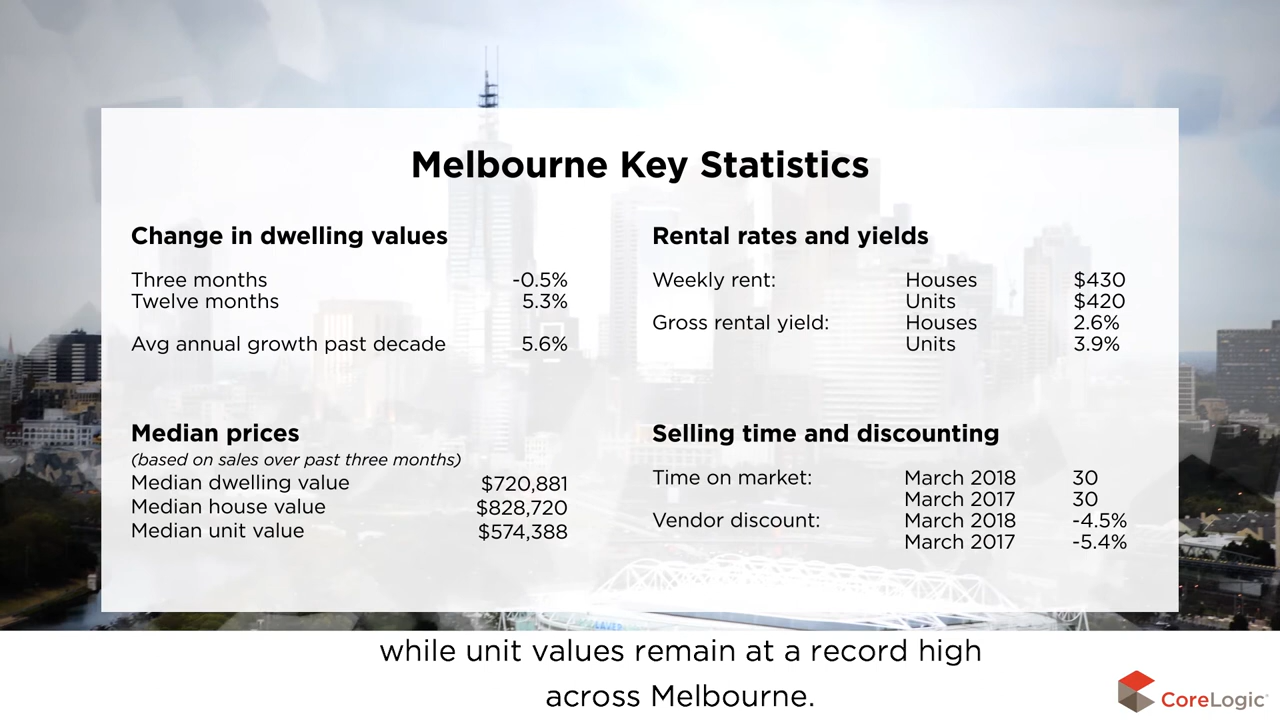 Melbourne Key Statistics
Change in dwelling values
Three months -0.5%
Twelve months 5.3%
Avg annual growth past decade 5.6%
Rental rates and yields
Weekly rent: Houses $430
Units $420
Gross rental yield: Houses 2.6%
Units 3.9%
Median prices
(based on sales over past three months)
Median dwelling value $720,881
Median house value $828,720
Median unit value $574,388
Selling time and discounting
Time on market: March 2018 30
March 2017 30
Vendor discount: March 2018 -4.5%
March 2017 -5.4%
while unit values remain at a record high
across Melbourne.
CoreLogic